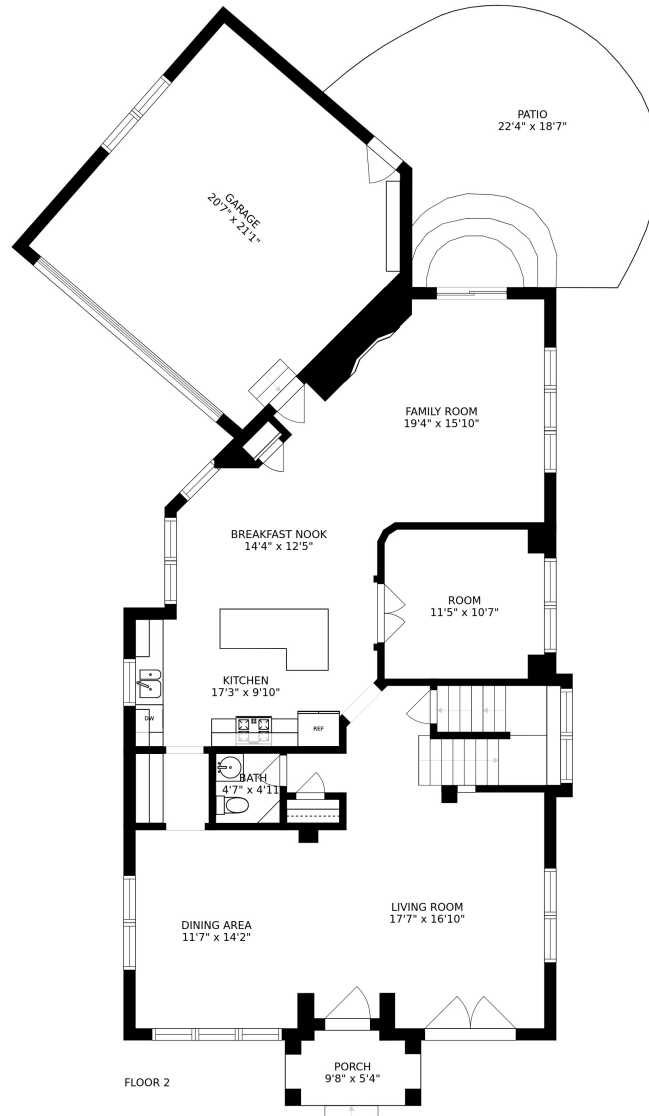 PATIO
22'4" x 18'7"
GARAGE
20'7" x 21'1"
FAMILY ROOM
19'4" x 15'10"
BREAKFAST NOOK
14'4" x 12'5"
ROOM
11'5" x 10'7"
KITCHEN
17'3" x 9'10"
DW
REF
BATH
4'7" x 4'11"
LIVING ROOM
17'7" x 16'10"
DINING AREA
11'7" x 14'2"
PORCH
9'8" x 5'4"
FLOOR 2